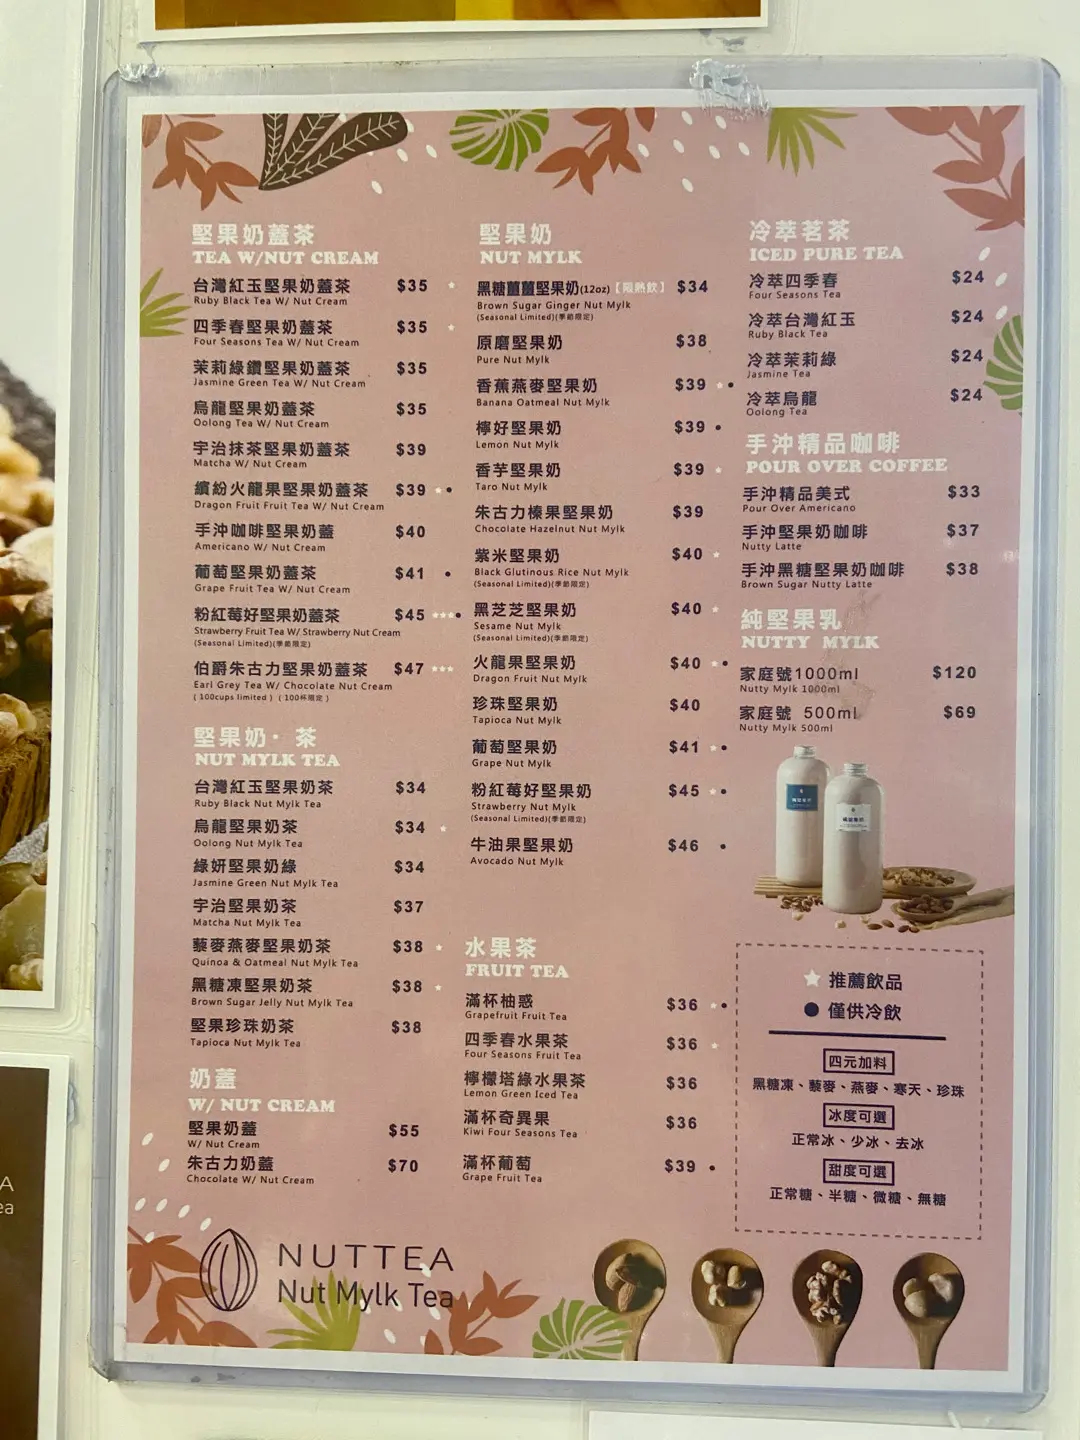 堅果奶蓋茶
TEA W/NUT CREAM
台灣紅玉堅果奶蓋茶 $35 ★
Ruby Black Tea W/ Nut Cream
四季春堅果奶蓋茶 $35 ★
Four Seasons Tea W/ Nut Cream
茉莉綠鑽堅果奶蓋茶 $35
Jasmine Green Tea W/ Nut Cream
烏龍堅果奶蓋茶 $35
Oolong Tea W/ Nut Cream
宇治抹茶堅果奶蓋茶 $39
Matcha W/ Nut Cream
繽紛火龍果堅果奶蓋茶 $39 ★●
Dragon Fruit Fruit Tea W/ Nut Cream
手沖咖啡堅果奶蓋 $40
Americano W/ Nut Cream
葡萄堅果奶蓋茶 $41 ●
Grape Fruit Tea W/ Nut Cream
粉紅莓好堅果奶蓋茶 $45 ★★★●
Strawberry Fruit Tea W/ Strawberry Nut Cream
(Seasonal Limited)(季節限定)
伯爵朱古力堅果奶蓋茶 $47 ★★★
Earl Grey Tea W/ Chocolate Nut Cream
(100cups limited) (100杯限定)
堅果奶·茶
NUT MYLK TEA
台灣紅玉堅果奶茶 $34
Ruby Black Nut Mylk Tea
烏龍堅果奶茶 $34 ★
Oolong Nut Mylk Tea
綠妍堅果奶綠 $34
Jasmine Green Nut Mylk Tea
宇治堅果奶茶 $37
Matcha Nut Mylk Tea
藜麥燕麥堅果奶茶 $38 ★
Quinoa & Oatmeal Nut Mylk Tea
黑糖凍堅果奶茶 $38 ★
Brown Sugar Jelly Nut Mylk Tea
堅果珍珠奶茶 $38
Tapioca Nut Mylk Tea
奶蓋
W/ NUT CREAM
堅果奶蓋 $55
W/ Nut Cream
朱古力奶蓋 $70
Chocolate W/ Nut Cream
堅果奶
NUT MYLK
黑糖薑薑堅果奶(12oz)【限熱飲】 $34
Brown Sugar Ginger Nut Mylk
(Seasonal Limited)(季節限定)
原磨堅果奶 $38
Pure Nut Mylk
香蕉燕麥堅果奶 $39 ★●
Banana Oatmeal Nut Mylk
檸好堅果奶 $39 ●
Lemon Nut Mylk
香芋堅果奶 $39 ★
Taro Nut Mylk
朱古力榛果堅果奶 $39
Chocolate Hazelnut Nut Mylk
紫米堅果奶 $40 ★
Black Glutinous Rice Nut Mylk
(Seasonal Limited)(季節限定)
黑芝芝堅果奶 $40 ★
Sesame Nut Mylk
(Seasonal Limited)(季節限定)
火龍果堅果奶 $40 ★●
Dragon Fruit Nut Mylk
珍珠堅果奶 $40
Tapioca Nut Mylk
葡萄堅果奶 $41 ★●
Grape Nut Mylk
粉紅莓好堅果奶 $45 ★●
Strawberry Nut Mylk
(Seasonal Limited)(季節限定)
牛油果堅果奶 $46 ●
Avocado Nut Mylk
水果茶
FRUIT TEA
滿杯柚惑 $36 ★●
Grapefruit Fruit Tea
四季春水果茶 $36 ★
Four Seasons Fruit Tea
檸檬塔綠水果茶 $36
Lemon Green Iced Tea
滿杯奇異果 $36
Kiwi Four Seasons Tea
滿杯葡萄 $39 ●
Grape Fruit Tea
冷萃茗茶
ICED PURE TEA
冷萃四季春 $24
Four Seasons Tea
冷萃台灣紅玉 $24
Ruby Black Tea
冷萃茉莉綠 $24
Jasmine Tea
冷萃烏龍 $24
Oolong Tea
手沖精品咖啡
POUR OVER COFFEE
手沖精品美式 $33
Pour Over Americano
手沖堅果奶咖啡 $37
Nutty Latte
手沖黑糖堅果奶咖啡 $38
Brown Sugar Nutty Latte
純堅果乳
NUTTY MYLK
家庭號1000ml $120
Nutty Mylk 1000ml
家庭號 500ml $69
Nutty Mylk 500ml
★ 推薦飲品
● 僅供冷飲
四元加料
黑糖凍、藜麥、燕麥、寒天、珍珠
冰度可選
正常冰、少冰、去冰
甜度可選
正常糖、半糖、微糖、無糖
NUTTEA
Nut Mylk Tea